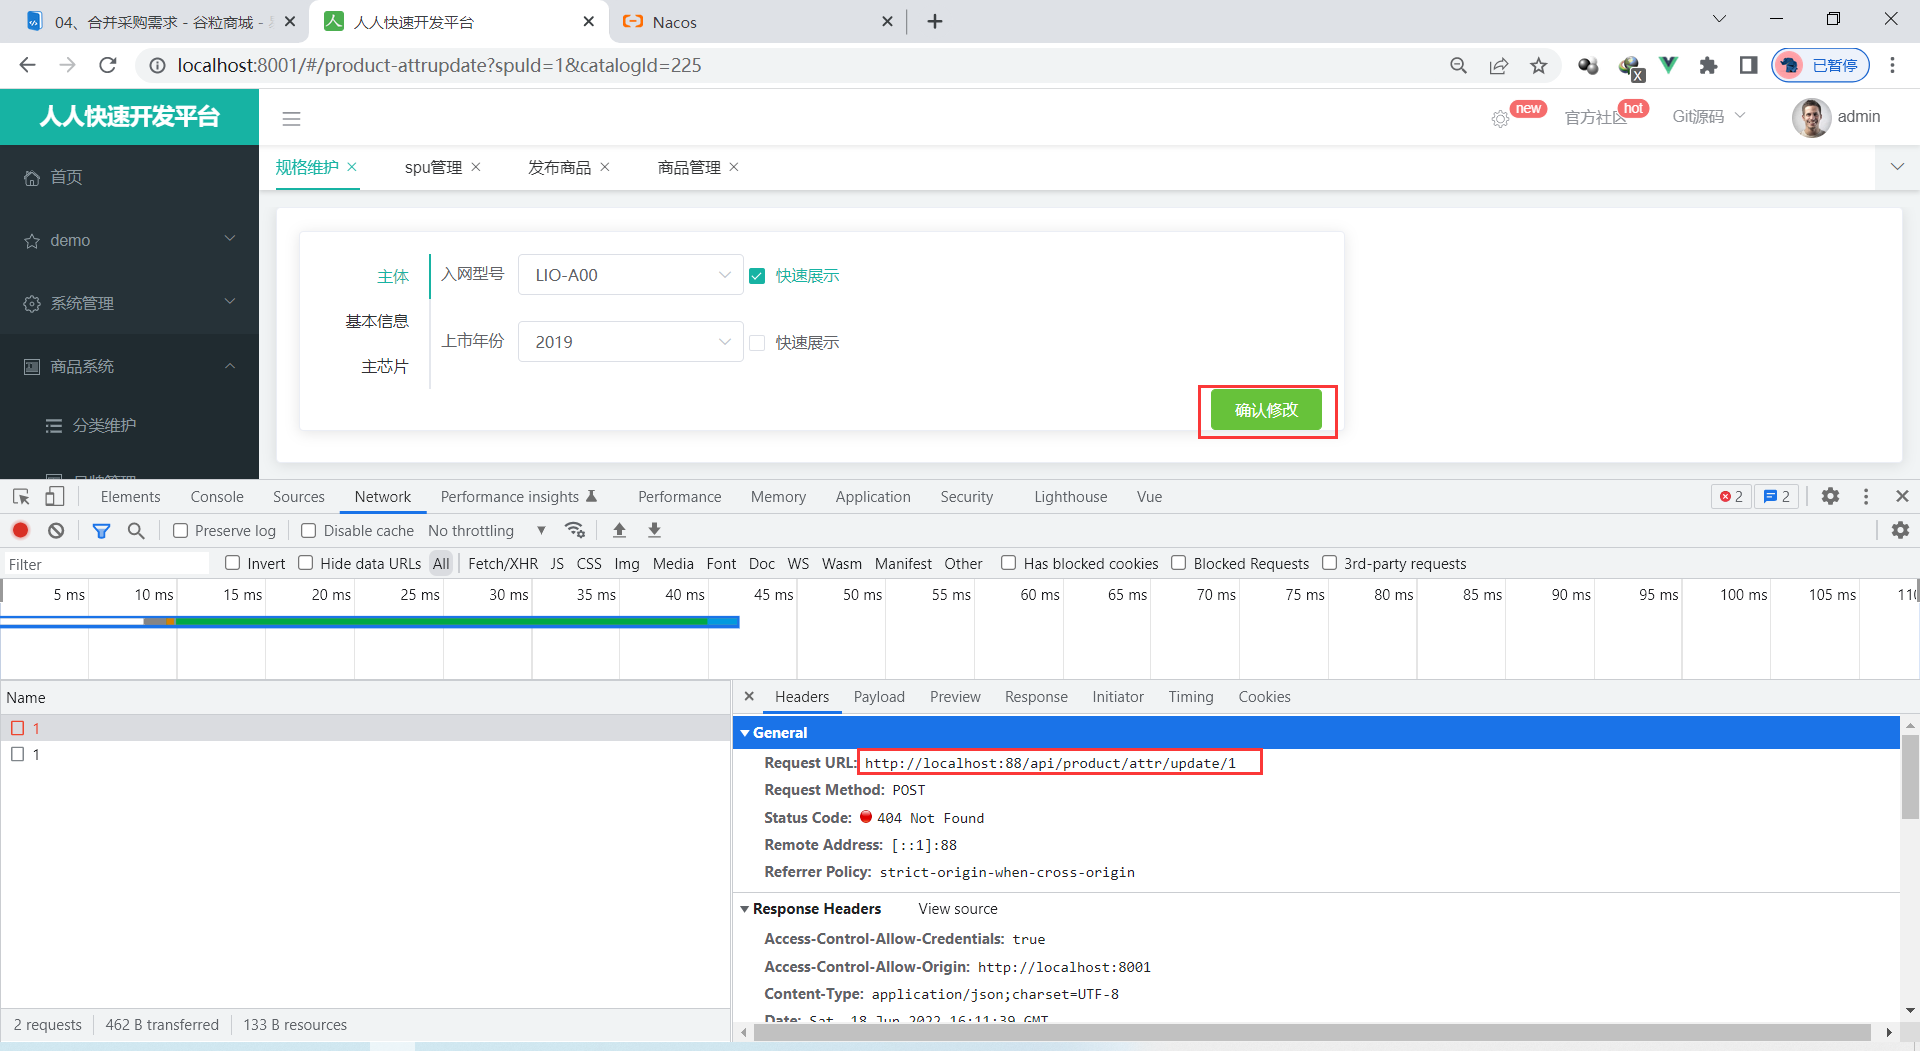 04、合并采购需求 - 谷粒商城 -
人人快速开发平台
Nacos
localhost:8001/#/product-attrupdate?spuId=1&catalogId=225
X
已暂停
人人快速开发平台
new
官方社区
hot
Git源码
admin
规格维护
spu管理
发布商品
商品管理
首页
demo
系统管理
商品系统
分类维护
品牌管理
主体
基本信息
主芯片
入网型号
LIO-A00
快速展示
上市年份
2019
快速展示
确认修改
Elements Console Sources Network Performance insights Performance Memory Application Security Lighthouse Vue
2 2
Preserve log Disable cache No throttling
Filter Invert Hide data URLs All Fetch/XHR JS CSS Img Media Font Doc WS Wasm Manifest Other Has blocked cookies Blocked Requests 3rd-party requests
5 ms 10 ms 15 ms 20 ms 25 ms 30 ms 35 ms 40 ms 45 ms 50 ms 55 ms 60 ms 65 ms 70 ms 75 ms 80 ms 85 ms 90 ms 95 ms 100 ms 105 ms
Name
1
1
Headers Payload Preview Response Initiator Timing Cookies
General
Request URL: http://localhost:88/api/product/attr/update/1
Request Method: POST
Status Code: 404 Not Found
Remote Address: [::1]:88
Referrer Policy: strict-origin-when-cross-origin
Response Headers View source
Access-Control-Allow-Credentials: true
Access-Control-Allow-Origin: http://localhost:8001
Content-Type: application/json;charset=UTF-8
Date: Sat, 18 Jun 2022 16:11:39 GMT
2 requests 462 B transferred 133 B resources